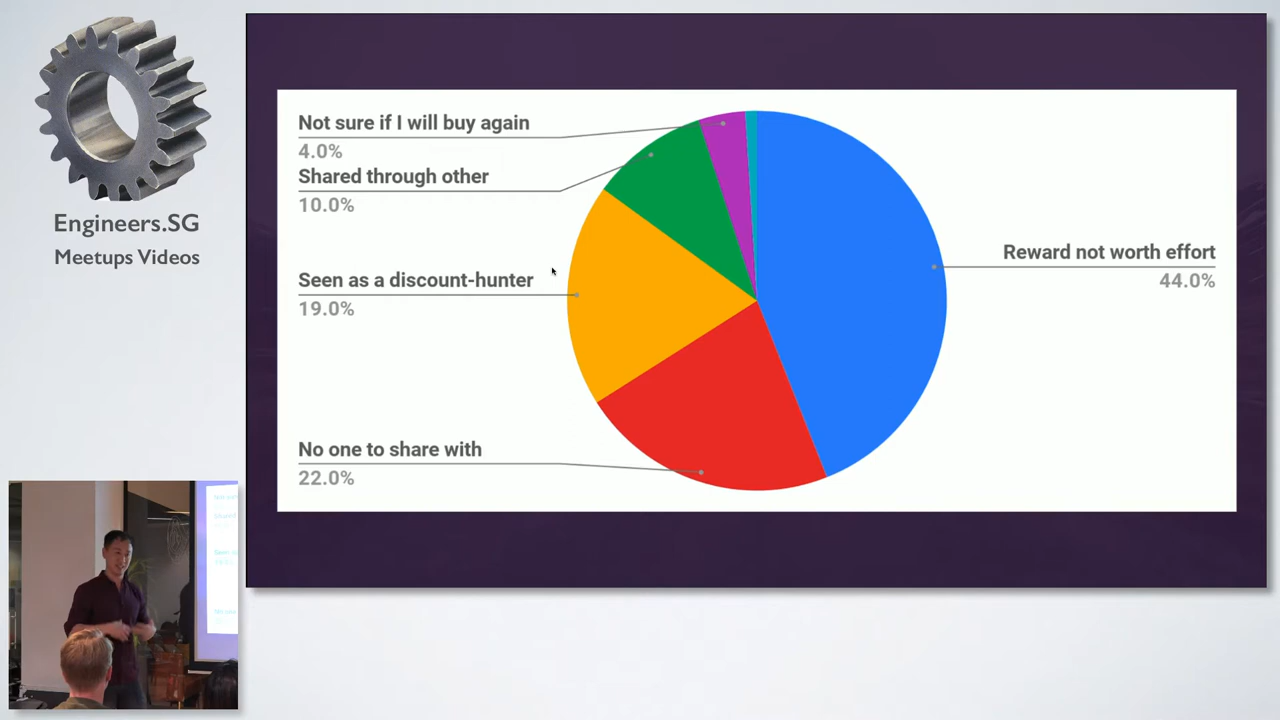 Engineers.SG
Meetups Videos
Not sure if I will buy again
4.0%
Shared through other
10.0%
Seen as a discount-hunter
19.0%
No one to share with
22.0%
Reward not worth effort
44.0%